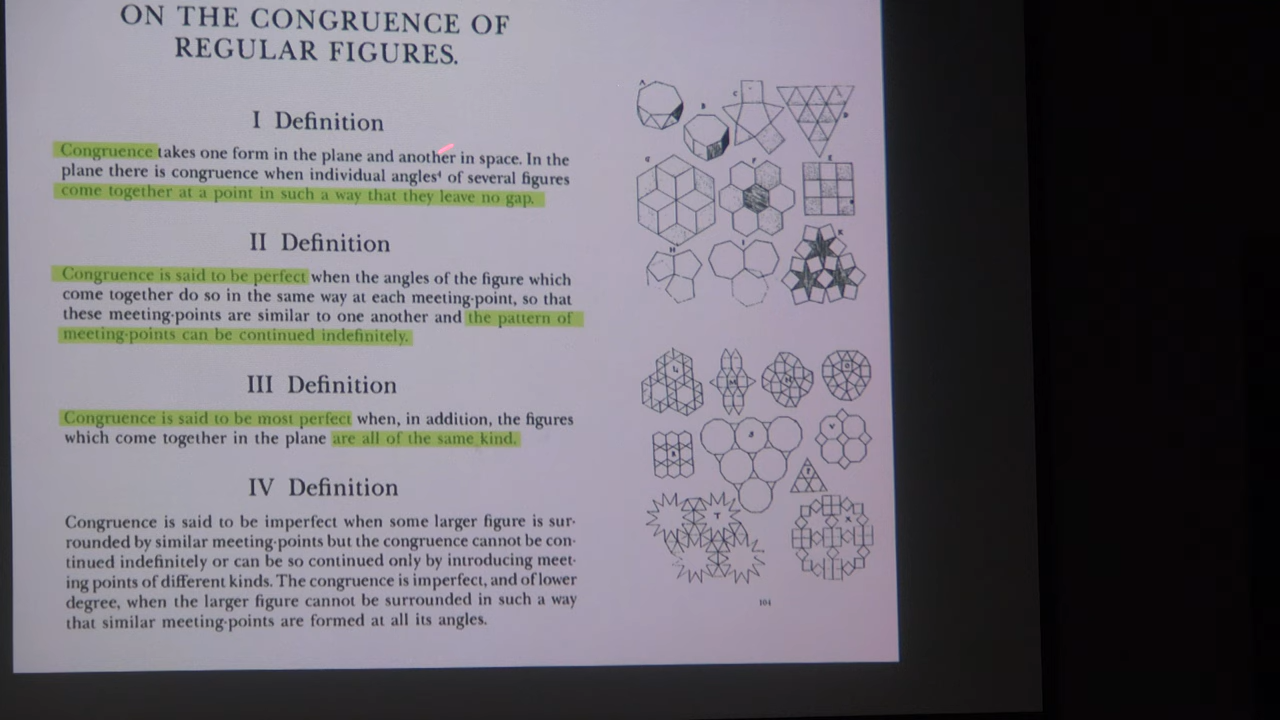 ON THE CONGRUENCE OF
REGULAR FIGURES.
I Definition
Congruence takes one form in the plane and another in space. In the
plane there is congruence when individual angles⁴ of several figures
come together at a point in such a way that they leave no gap.
II Definition
Congruence is said to be perfect when the angles of the figure which
come together do so in the same way at each meeting-point, so that
these meeting-points are similar to one another and the pattern of
meeting-points can be continued indefinitely.
III Definition
Congruence is said to be most perfect when, in addition, the figures
which come together in the plane are all of the same kind.
IV Definition
Congruence is said to be imperfect when some larger figure is sur-
rounded by similar meeting-points but the congruence cannot be con-
tinued indefinitely or can be so continued only by introducing meet-
ing points of different kinds. The congruence is imperfect, and of lower
degree, when the larger figure cannot be surrounded in such a way
that similar meeting-points are formed at all its angles.
A
B
C
D
G
F
E
H
I
K
L
M
N
O
R
S
V
T
X
104